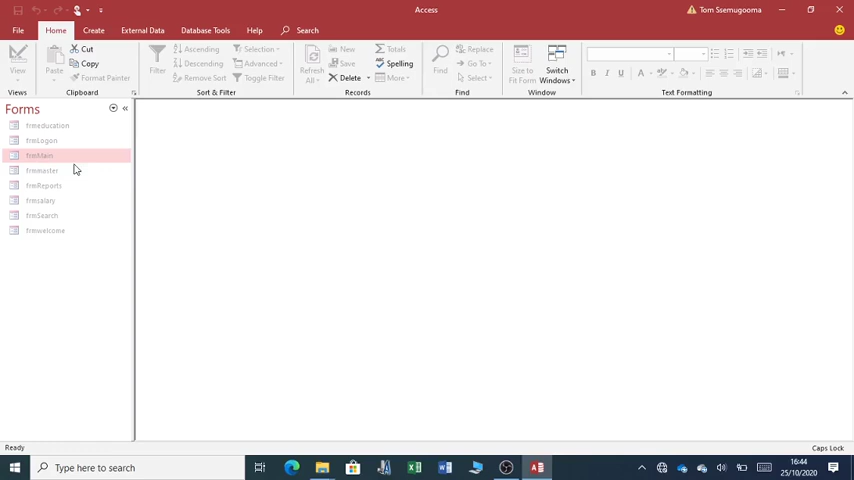 Access
Tom Ssemugooma
File Home Create External Data Database Tools Help Search
View
Views
Paste
Cut
Copy
Format Painter
Clipboard
Filter
Ascending
Descending
Remove Sort
Selection
Advanced
Toggle Filter
Sort & Filter
Refresh All
New
Save
Delete
Totals
Spelling
More
Records
Find
Replace
Go To
Select
Find
Size to Fit Form
Switch Windows
Window
B I U
A
Text Formatting
Forms
frmeducation
frmLogon
frmMain
frmmaster
frmReports
frmsalary
frmSearch
frmwelcome
Ready
Caps Lock
Type here to search
16:44
25/10/2020